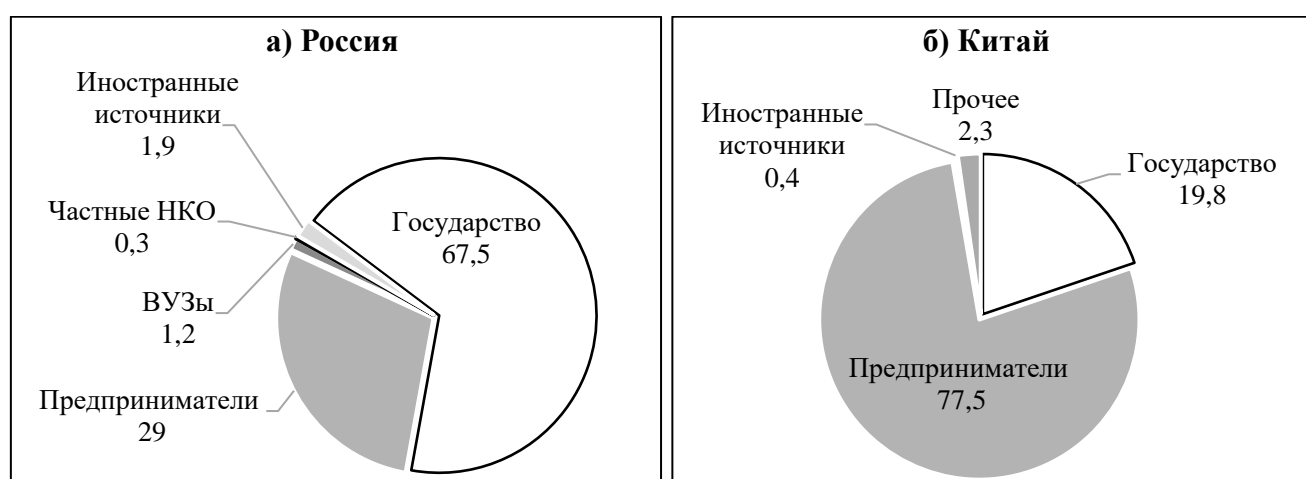 а) Россия
Иностранные
источники
1,9
Государство
67,5
Частные НКО
0,3
ВУЗы
1,2
Предприниматели
29
б) Китай
Прочее
2,3
Иностранные
источники
0,4
Государство
19,8
Предприниматели
77,5